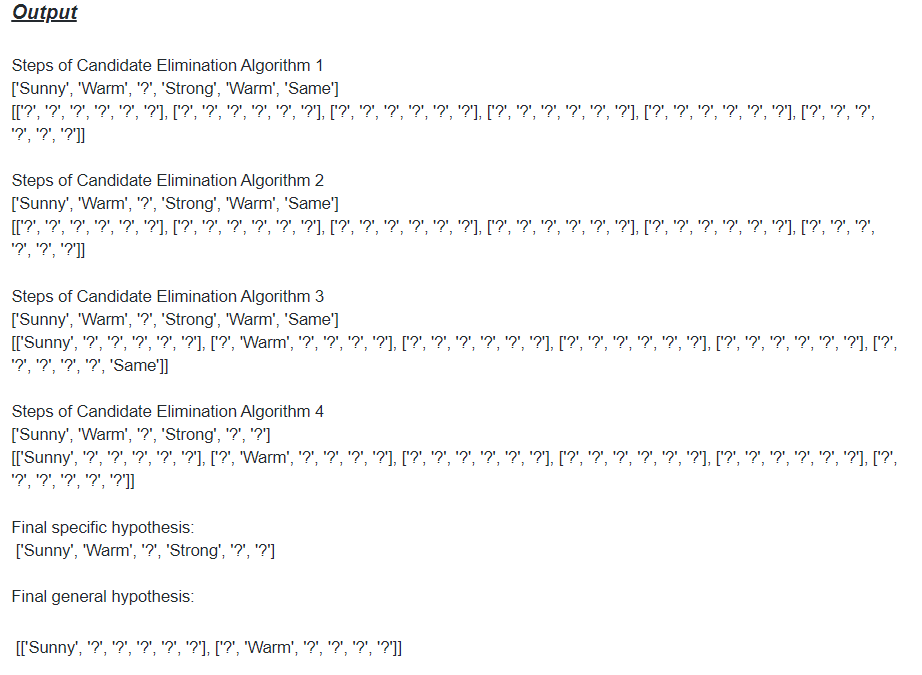 Output
Steps of Candidate Elimination Algorithm 1
['Sunny', 'Warm', '?', 'Strong', 'Warm', 'Same']
[['?', '?', '?', '?', '?', '?'], ['?', '?', '?', '?', '?', '?'], ['?', '?', '?', '?', '?', '?'], ['?', '?', '?', '?', '?', '?'], ['?', '?', '?', '?', '?', '?'], ['?', '?', '?',
'?', '?', '?']]
Steps of Candidate Elimination Algorithm 2
['Sunny', 'Warm', '?', 'Strong', 'Warm', 'Same']
[['?', '?', '?', '?', '?', '?'], ['?', '?', '?', '?', '?', '?'], ['?', '?', '?', '?', '?', '?'], ['?', '?', '?', '?', '?', '?'], ['?', '?', '?', '?', '?', '?'], ['?', '?', '?',
'?', '?', '?']]
Steps of Candidate Elimination Algorithm 3
['Sunny', 'Warm', '?', 'Strong', 'Warm', 'Same']
[['Sunny', '?', '?', '?', '?', '?'], ['?', 'Warm', '?', '?', '?', '?'], ['?', '?', '?', '?', '?', '?'], ['?', '?', '?', '?', '?', '?'], ['?', '?', '?', '?', '?', '?'], ['?',
'?', '?', '?', '?', 'Same']]
Steps of Candidate Elimination Algorithm 4
['Sunny', 'Warm', '?', 'Strong', '?', '?']
[['Sunny', '?', '?', '?', '?', '?'], ['?', 'Warm', '?', '?', '?', '?'], ['?', '?', '?', '?', '?', '?'], ['?', '?', '?', '?', '?', '?'], ['?', '?', '?', '?', '?', '?'], ['?',
'?', '?', '?', '?', '?']]
Final specific hypothesis:
['Sunny', 'Warm', '?', 'Strong', '?', '?']
Final general hypothesis:
[['Sunny', '?', '?', '?', '?', '?'], ['?', 'Warm', '?', '?', '?', '?']]